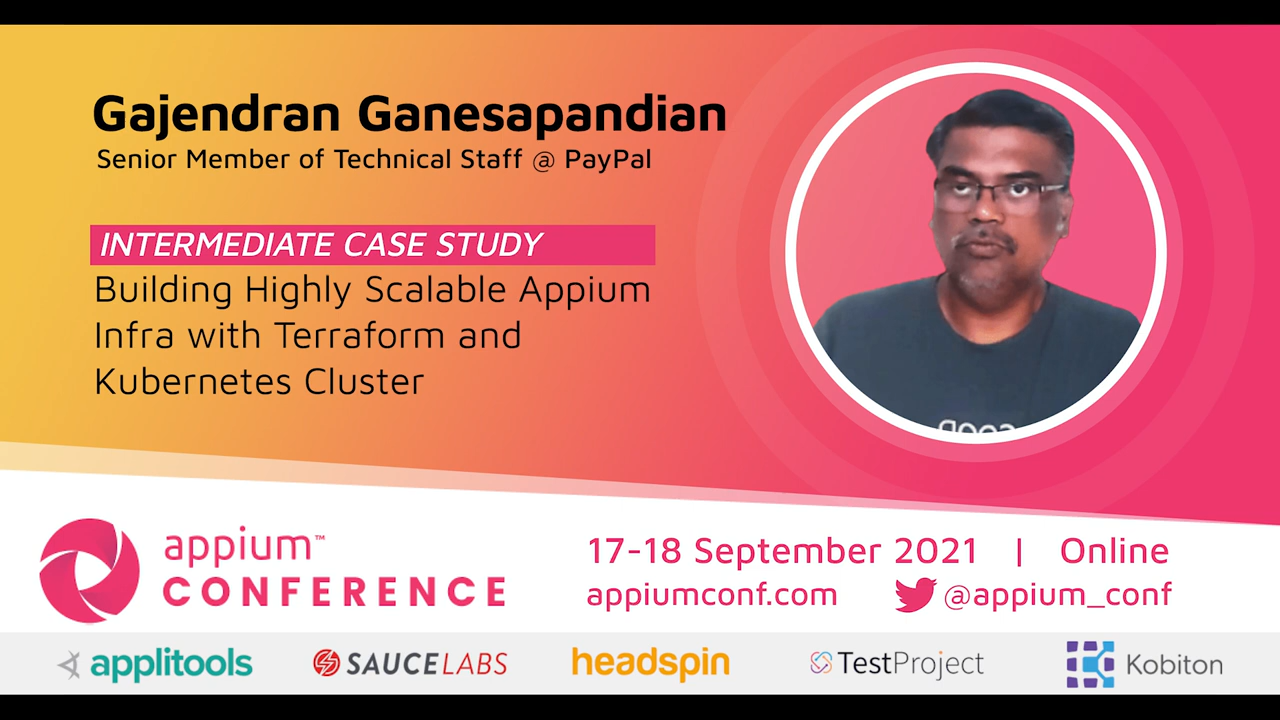 Gajendran Ganesapandian
Senior Member of Technical Staff @ PayPal
INTERMEDIATE CASE STUDY
Building Highly Scalable Appium
Infra with Terraform and
Kubernetes Cluster
appium™
CONFERENCE
17-18 September 2021 | Online
appiumconf.com @appium_conf
applitools SAUCELABS headspin TestProject Kobiton